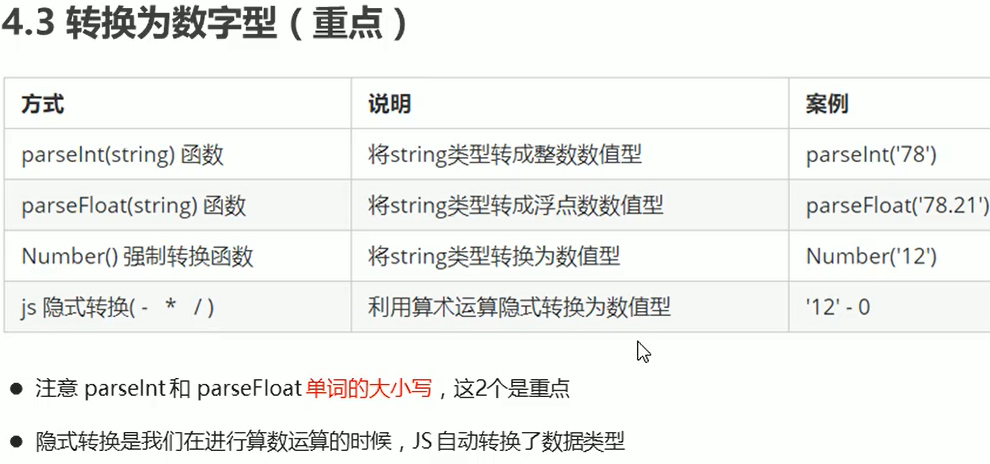 4.3 转换为数字型（重点）
方式 说明 案例
parseInt(string) 函数 将string类型转成整数数值型 parseInt('78')
parseFloat(string) 函数 将string类型转成浮点数数值型 parseFloat('78.21')
Number() 强制转换函数 将string类型转换为数值型 Number('12')
js 隐式转换( - * / ) 利用算术运算隐式转换为数值型 '12' - 0
● 注意 parseInt 和 parseFloat 单词的大小写，这2个是重点
● 隐式转换是我们在进行算数运算的时候，JS 自动转换了数据类型